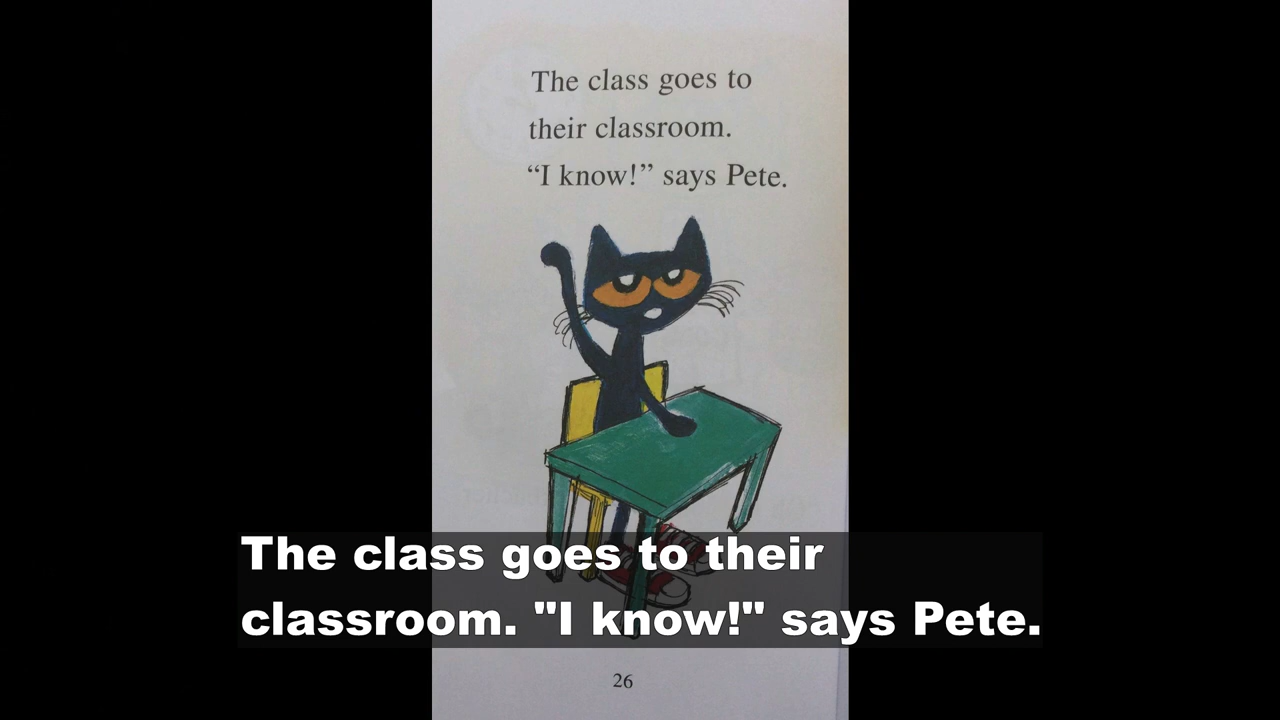 The class goes to
their classroom.
“I know!” says Pete.
The class goes to their
classroom. "I know!" says Pete.
26